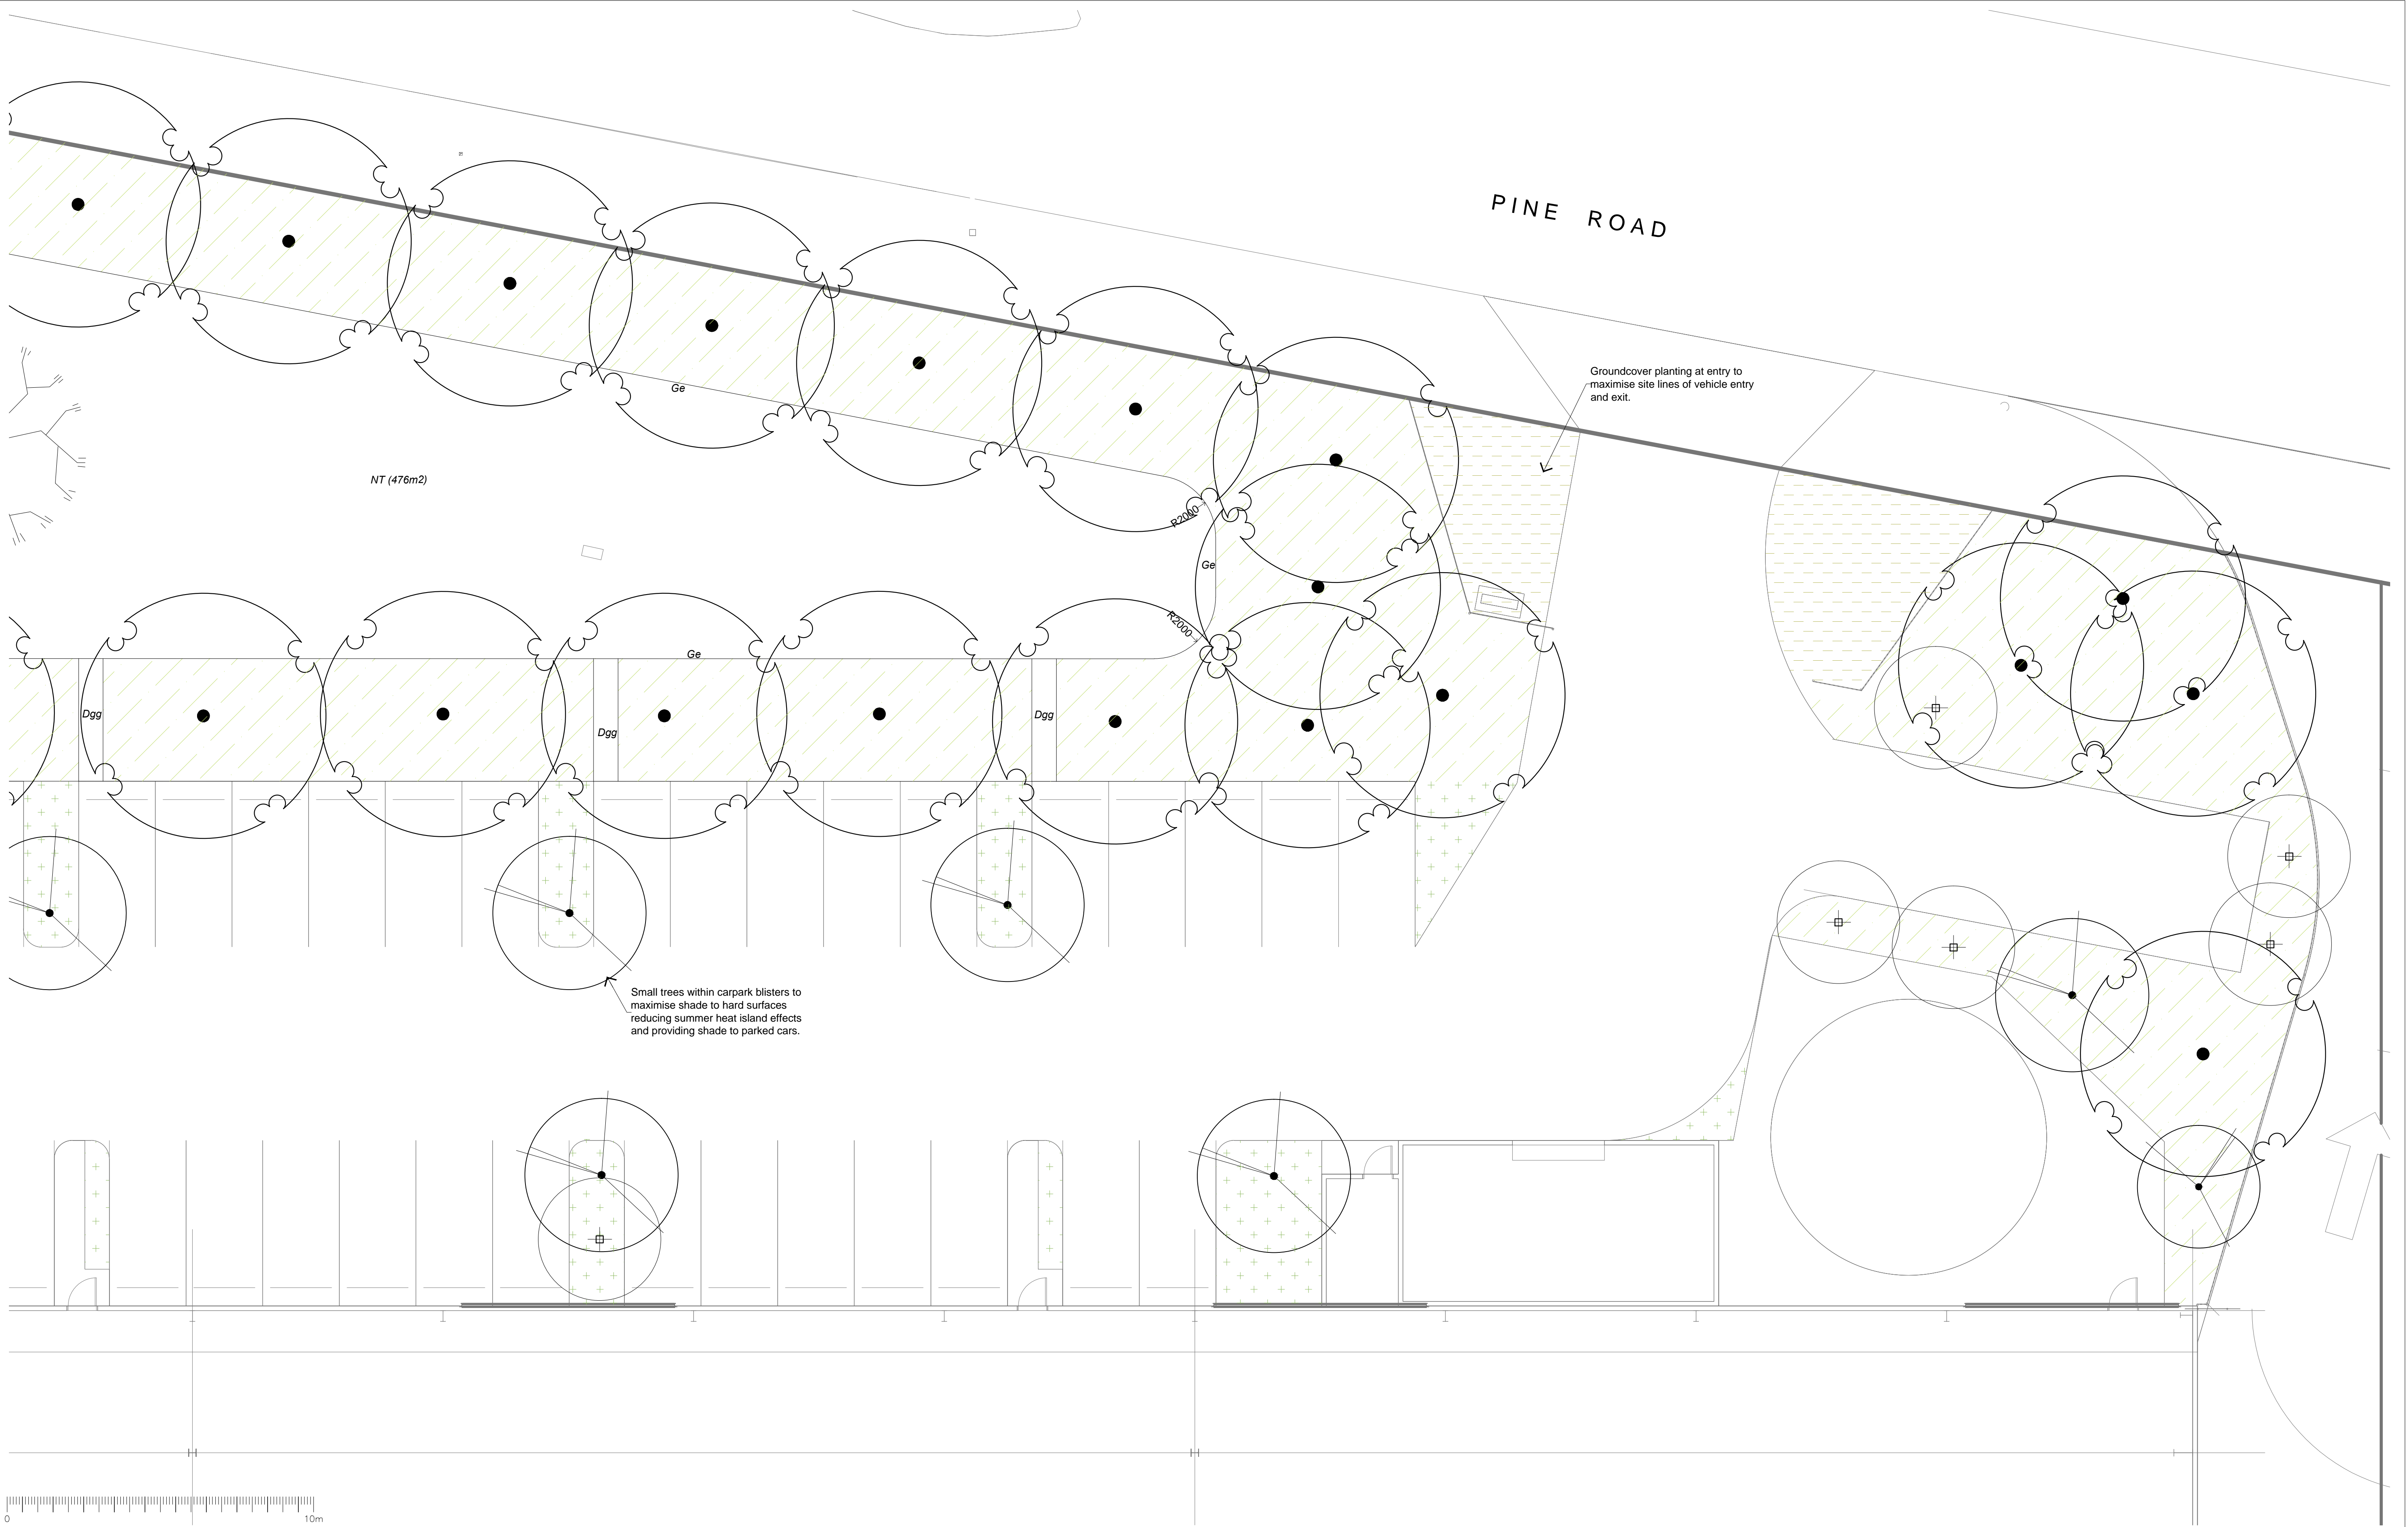 PINE ROAD
Groundcover planting at entry to
maximise site lines of vehicle entry
and exit.
Ge
NT (476m2)
R2000
Ge
R2000
Ge
Dgg
Dgg
Dgg
Small trees within carpark blisters to
maximise shade to hard surfaces
reducing summer heat island effects
and providing shade to parked cars.
0
10m